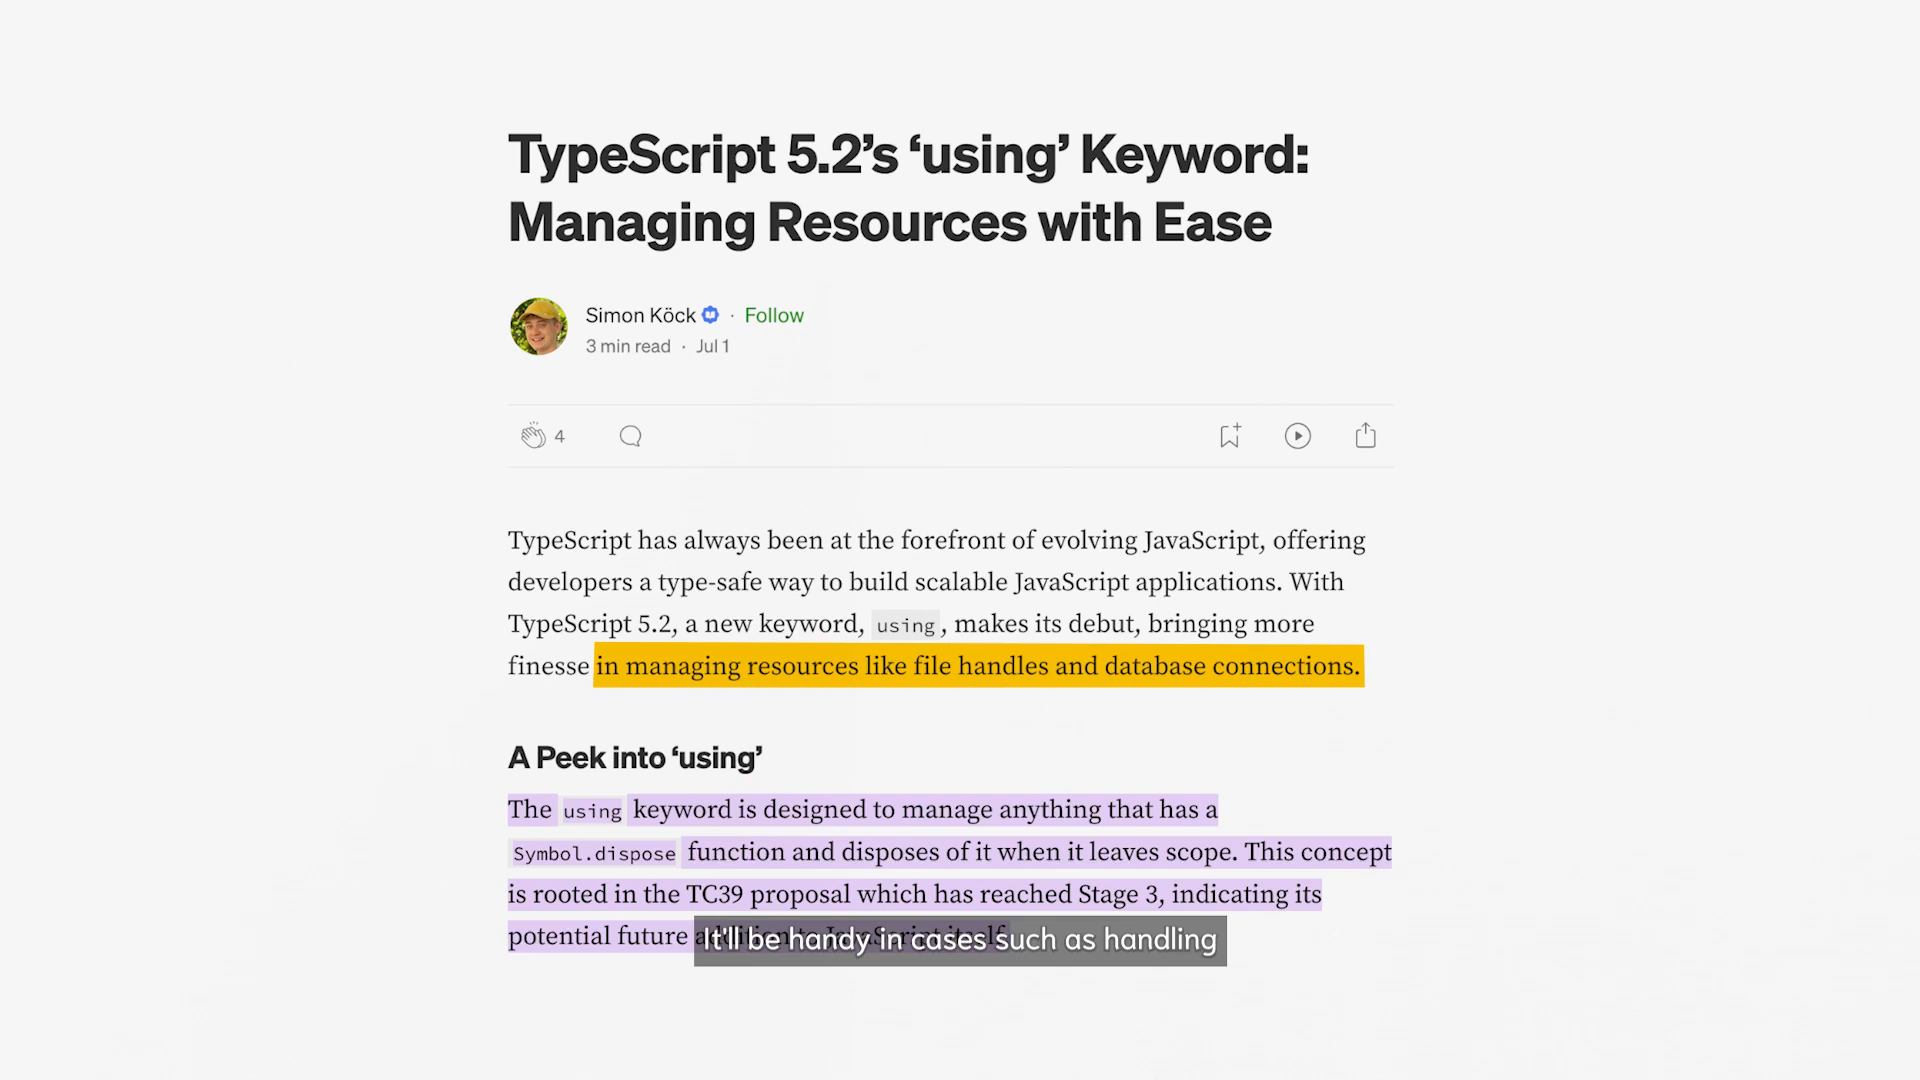 TypeScript 5.2’s ‘using’ Keyword:
Managing Resources with Ease
Simon Köck · Follow
3 min read · Jul 1
4
TypeScript has always been at the forefront of evolving JavaScript, offering
developers a type-safe way to build scalable JavaScript applications. With
TypeScript 5.2, a new keyword, using, makes its debut, bringing more
finesse in managing resources like file handles and database connections.
A Peek into ‘using’
The using keyword is designed to manage anything that has a
Symbol.dispose function and disposes of it when it leaves scope. This concept
is rooted in the TC39 proposal which has reached Stage 3, indicating its
potential future addition to JavaScript itself.
It'll be handy in cases such as handling